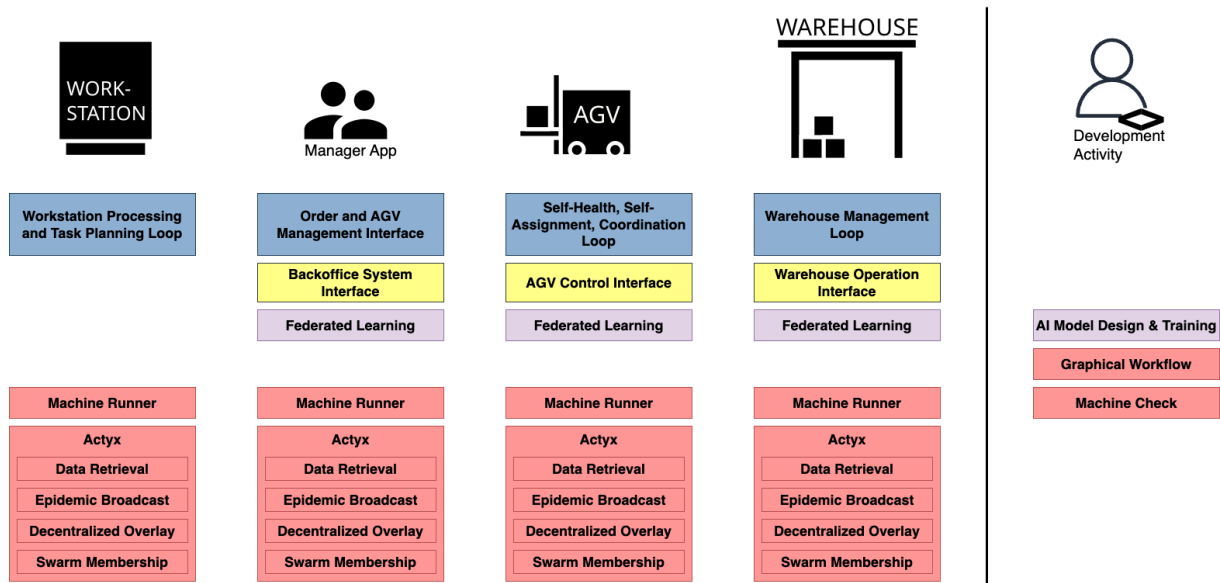 WORK-
STATION
Manager App
AGV
WAREHOUSE
Development
Activity
Workstation Processing
and Task Planning Loop
Order and AGV
Management Interface
Self-Health, Self-
Assignment, Coordination
Loop
Warehouse Management
Loop
Backoffice System
Interface
AGV Control Interface
Warehouse Operation
Interface
Federated Learning
Federated Learning
Federated Learning
AI Model Design & Training
Graphical Workflow
Machine Runner
Machine Runner
Machine Runner
Machine Runner
Machine Check
Actyx
Data Retrieval
Epidemic Broadcast
Decentralized Overlay
Swarm Membership
Actyx
Data Retrieval
Epidemic Broadcast
Decentralized Overlay
Swarm Membership
Actyx
Data Retrieval
Epidemic Broadcast
Decentralized Overlay
Swarm Membership
Actyx
Data Retrieval
Epidemic Broadcast
Decentralized Overlay
Swarm Membership